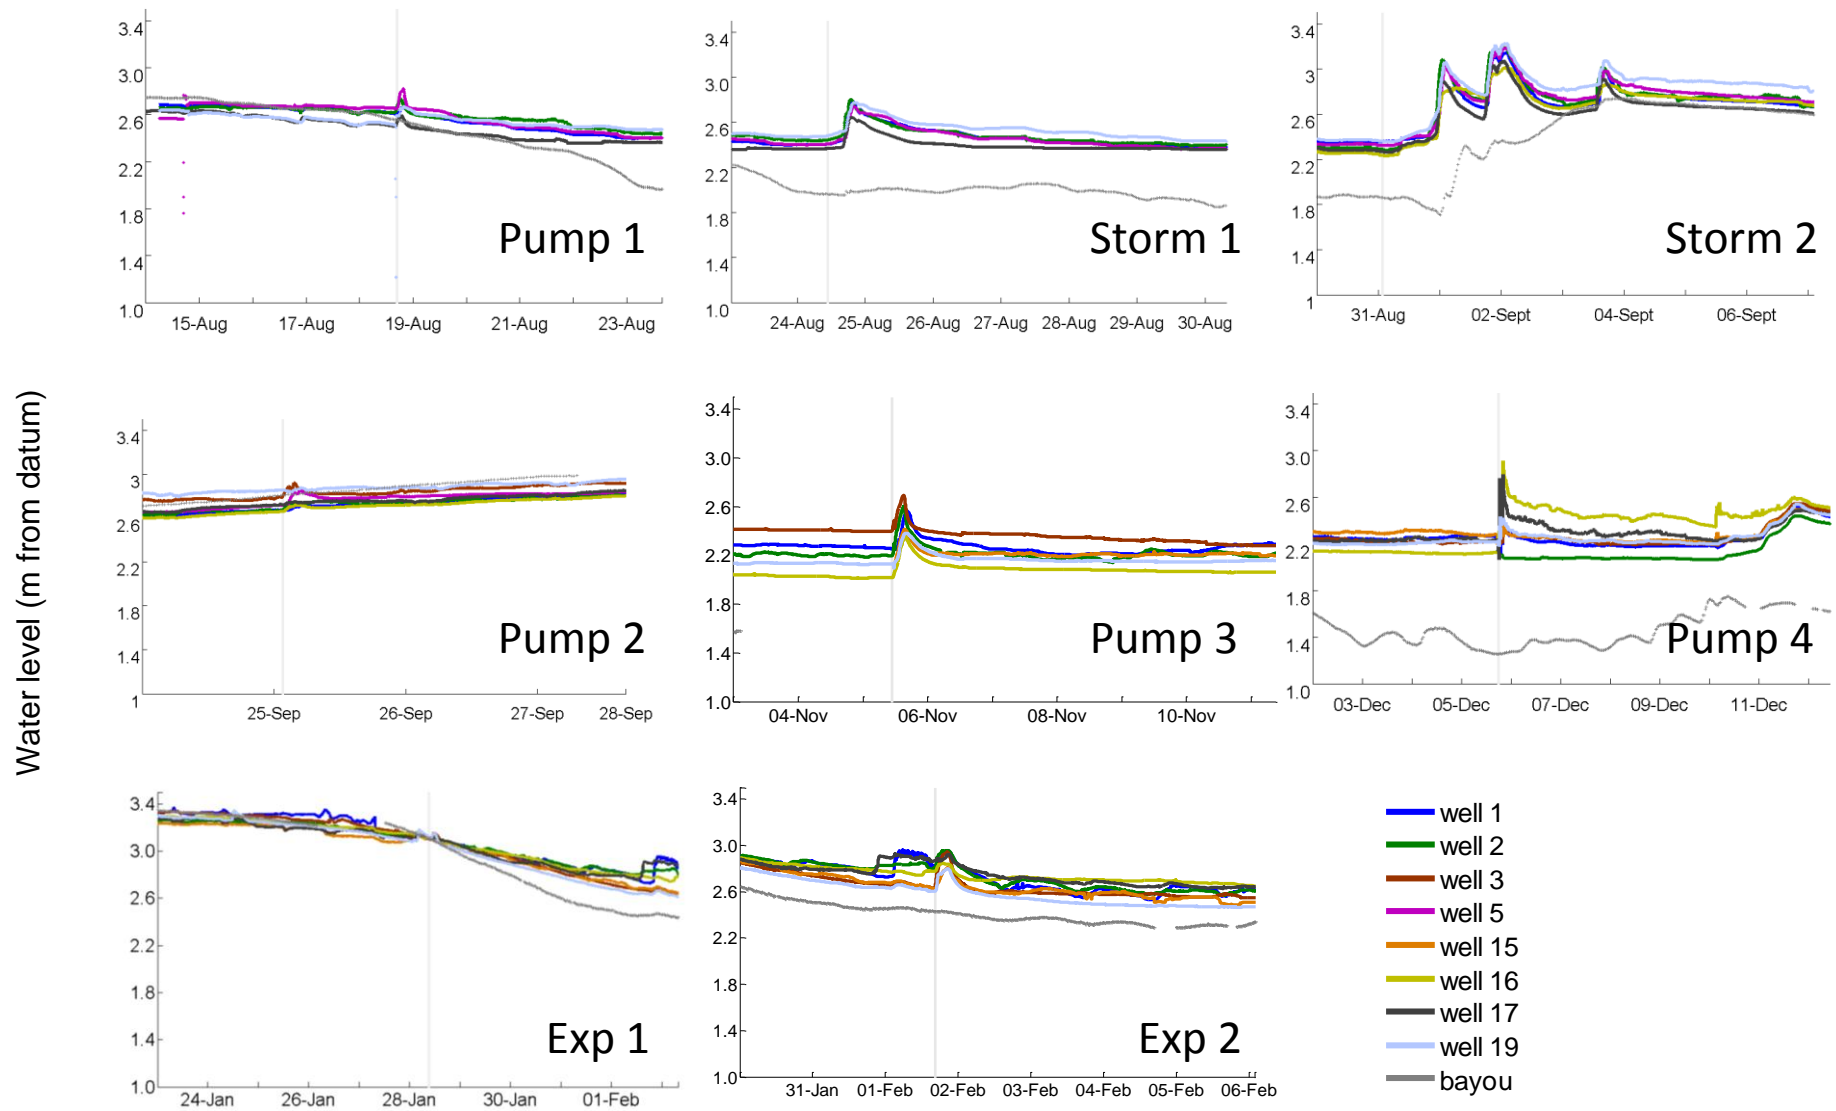 Water level (m from datum)
3.4
3.0
2.6
2.2
1.8
1.4
1.0
15-Aug 17-Aug 19-Aug 21-Aug 23-Aug
Pump 1
3.4
3.0
2.6
2.2
1.8
1.4
1.0
24-Aug 25-Aug 26-Aug 27-Aug 28-Aug 29-Aug 30-Aug
Storm 1
3.4
3
2.6
2.2
1.8
1.4
1
31-Aug 02-Sept 04-Sept 06-Sept
Storm 2
3.4
3
2.6
2.2
1.8
1.4
1
25-Sep 26-Sep 27-Sep 28-Sep
Pump 2
3.4
3.0
2.6
2.2
1.8
1.4
1.0
04-Nov 06-Nov 08-Nov 10-Nov
Pump 3
3.4
3.0
2.6
2.2
1.8
1.4
1.0
03-Dec 05-Dec 07-Dec 09-Dec 11-Dec
Pump 4
3.4
3.0
2.6
2.2
1.8
1.4
1.0
24-Jan 26-Jan 28-Jan 30-Jan 01-Feb
Exp 1
3.4
3.0
2.6
2.2
1.8
1.4
1.0
31-Jan 01-Feb 02-Feb 03-Feb 04-Feb 05-Feb 06-Feb
Exp 2
well 1
well 2
well 3
well 5
well 15
well 16
well 17
well 19
bayou